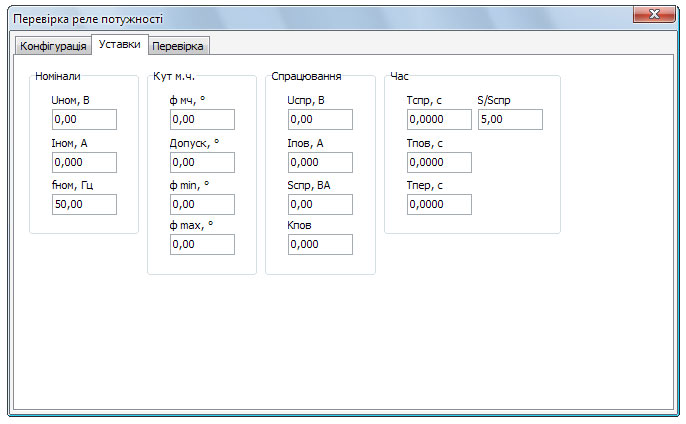 Перевірка реле потужності
Конфігурація Уставки Перевірка
Номінали
Uном, В
0,00
Iном, А
0,000
fном, Гц
50,00
Кут м.ч.
ф мч, °
0,00
Допуск, °
0,00
ф min, °
0,00
ф max, °
0,00
Спрацювання
Uспр, В
0,00
Iпов, А
0,000
Sспр, ВА
0,00
Кпов
0,000
Час
Тспр, с S/Sспр
0,0000 5,00
Тпов, с
0,0000
Тпер, с
0,0000